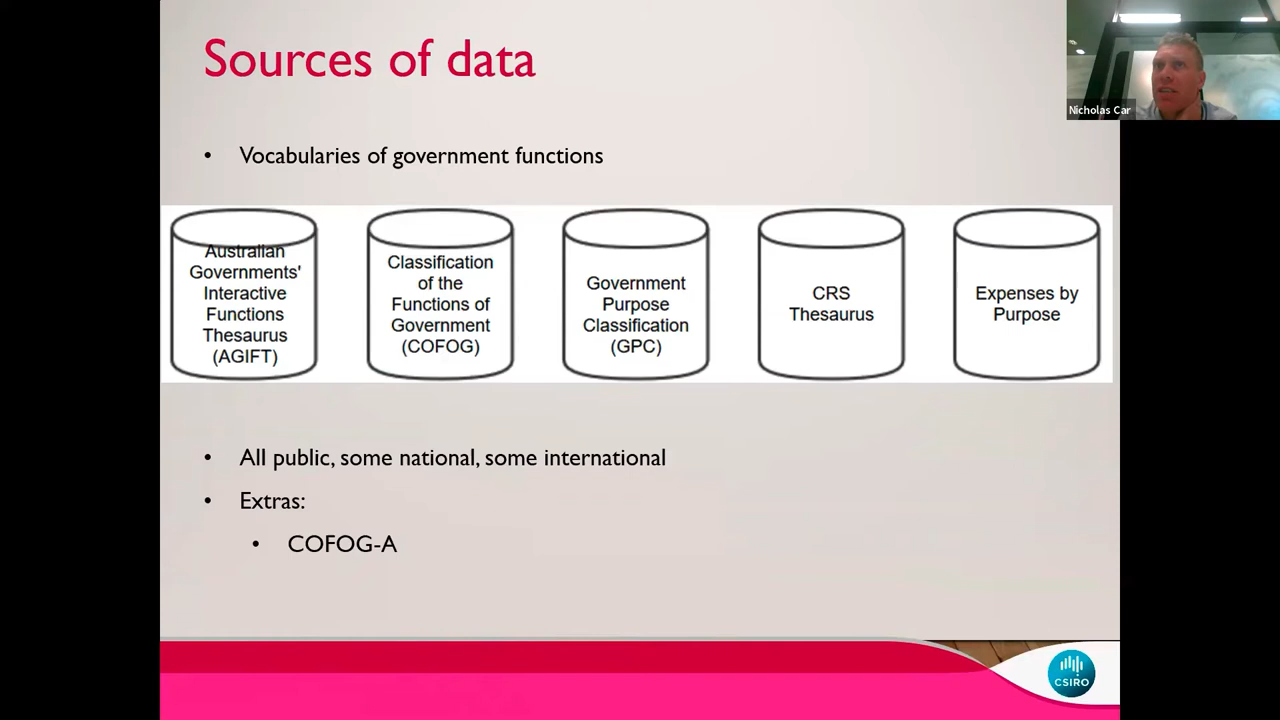 Sources of data
Nicholas Car
• Vocabularies of government functions
Australian
Governments'
Interactive
Functions
Thesaurus
(AGIFT)
Classification
of the
Functions of
Government
(COFOG)
Government
Purpose
Classification
(GPC)
CRS
Thesaurus
Expenses by
Purpose
• All public, some national, some international
• Extras:
• COFOG-A
CSIRO